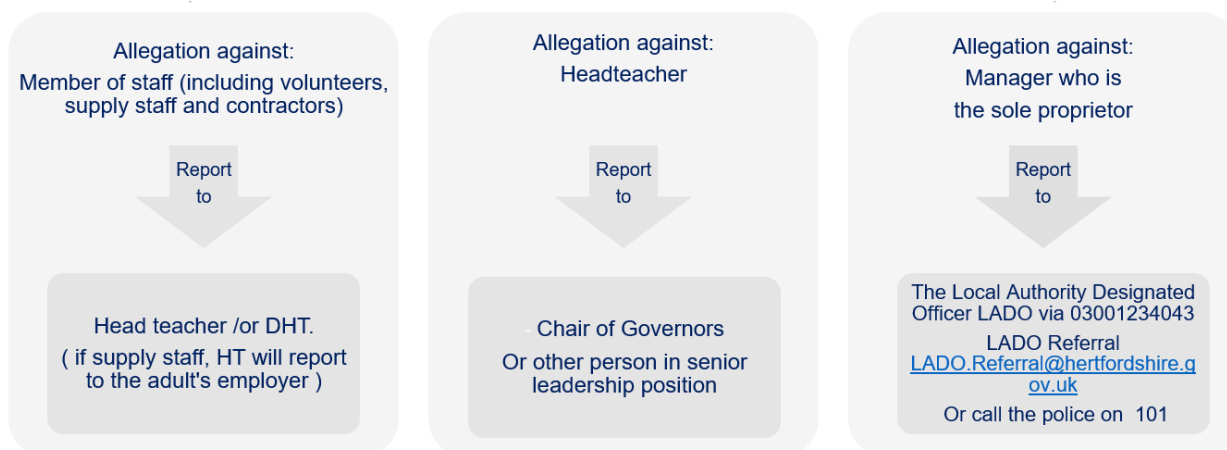 Allegation against:
Member of staff (including volunteers,
supply staff and contractors)
Report
to
Head teacher /or DHT.
( if supply staff, HT will report
to the adult's employer )
Allegation against:
Headteacher
Report
to
- Chair of Governors
Or other person in senior
leadership position
Allegation against:
Manager who is
the sole proprietor
Report
to
The Local Authority Designated
Officer LADO via 03001234043
LADO Referral
LADO.Referral@hertfordshire.g
ov.uk
Or call the police on 101